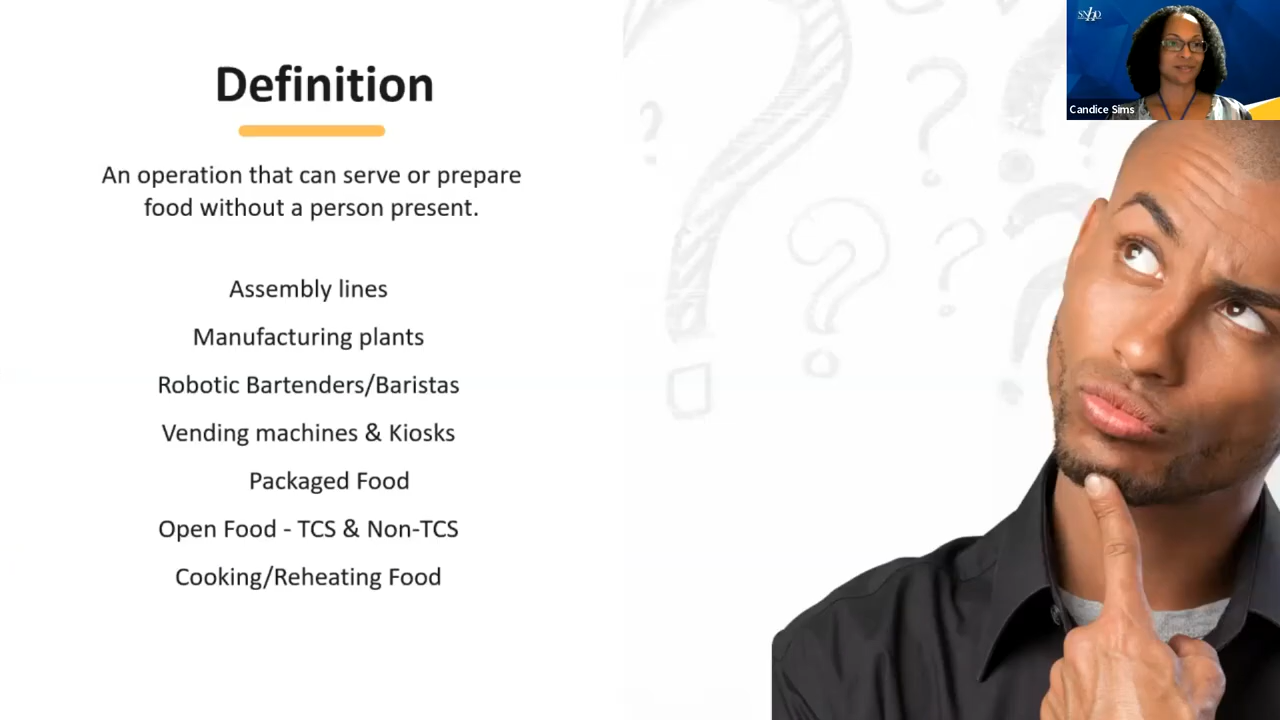 Definition
An operation that can serve or prepare
food without a person present.
Assembly lines
Manufacturing plants
Robotic Bartenders/Baristas
Vending machines & Kiosks
Packaged Food
Open Food - TCS & Non-TCS
Cooking/Reheating Food
Candice Sims